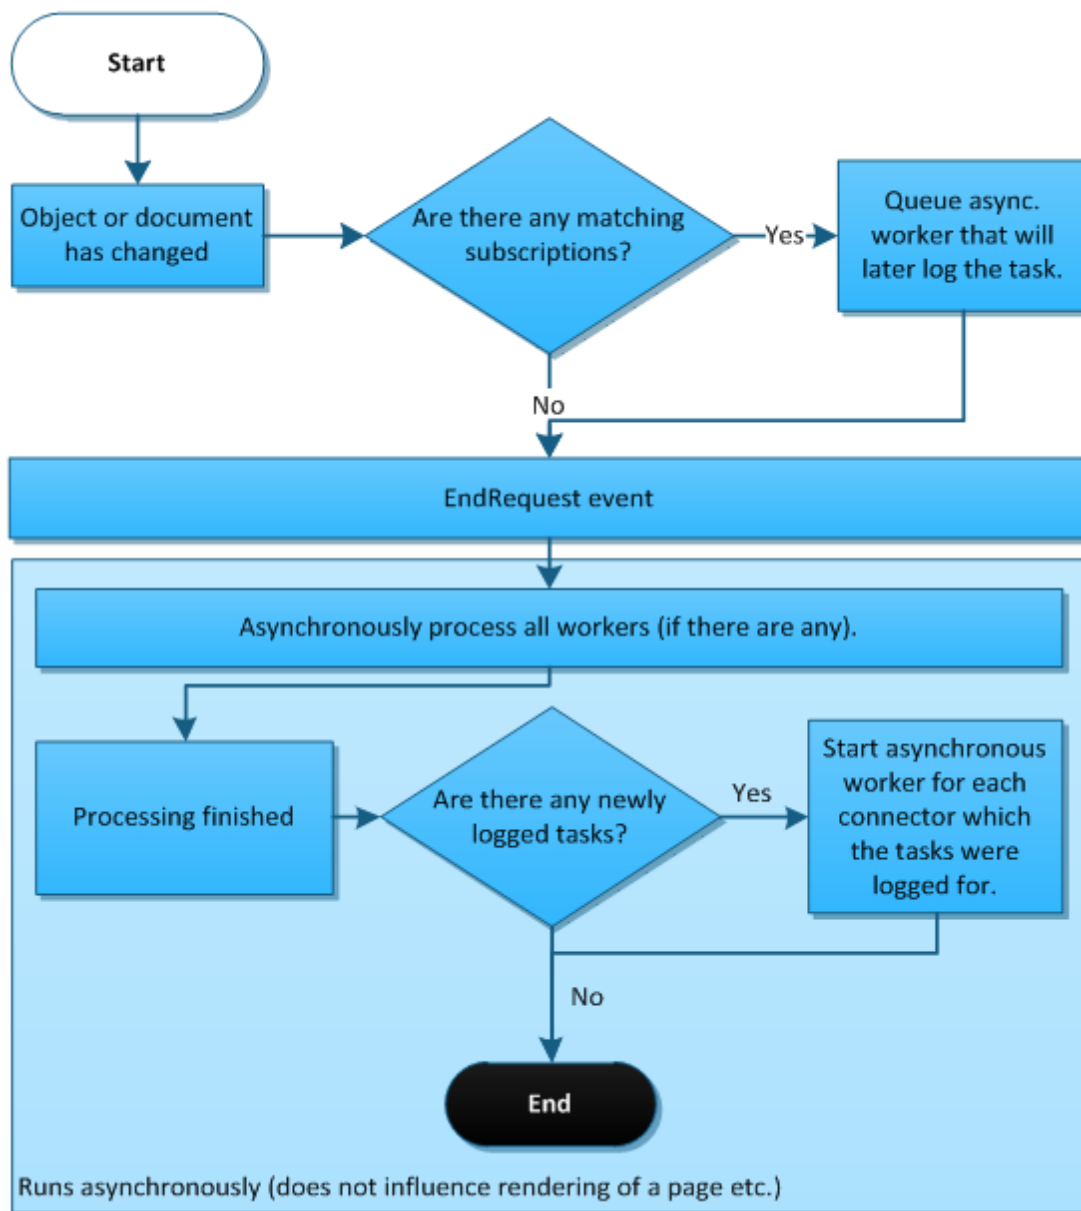 Start
Object or document
has changed
Are there any matching
subscriptions?
Yes
Queue async.
worker that will
later log the task.
No
EndRequest event
Asynchronously process all workers (if there are any).
Processing finished
Are there any newly
logged tasks?
Yes
Start asynchronous
worker for each
connector which
the tasks were
logged for.
No
End
Runs asynchronously (does not influence rendering of a page etc.)